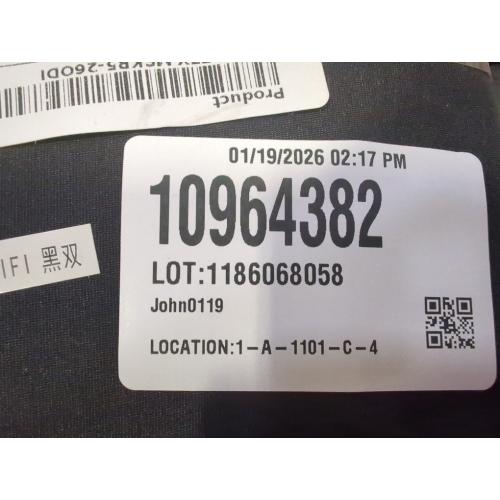 Product
01/19/2026 02:17 PM
10964382
LOT:1186068058
John0119
LOCATION:1-A-1101-C-4
IFI 黑双